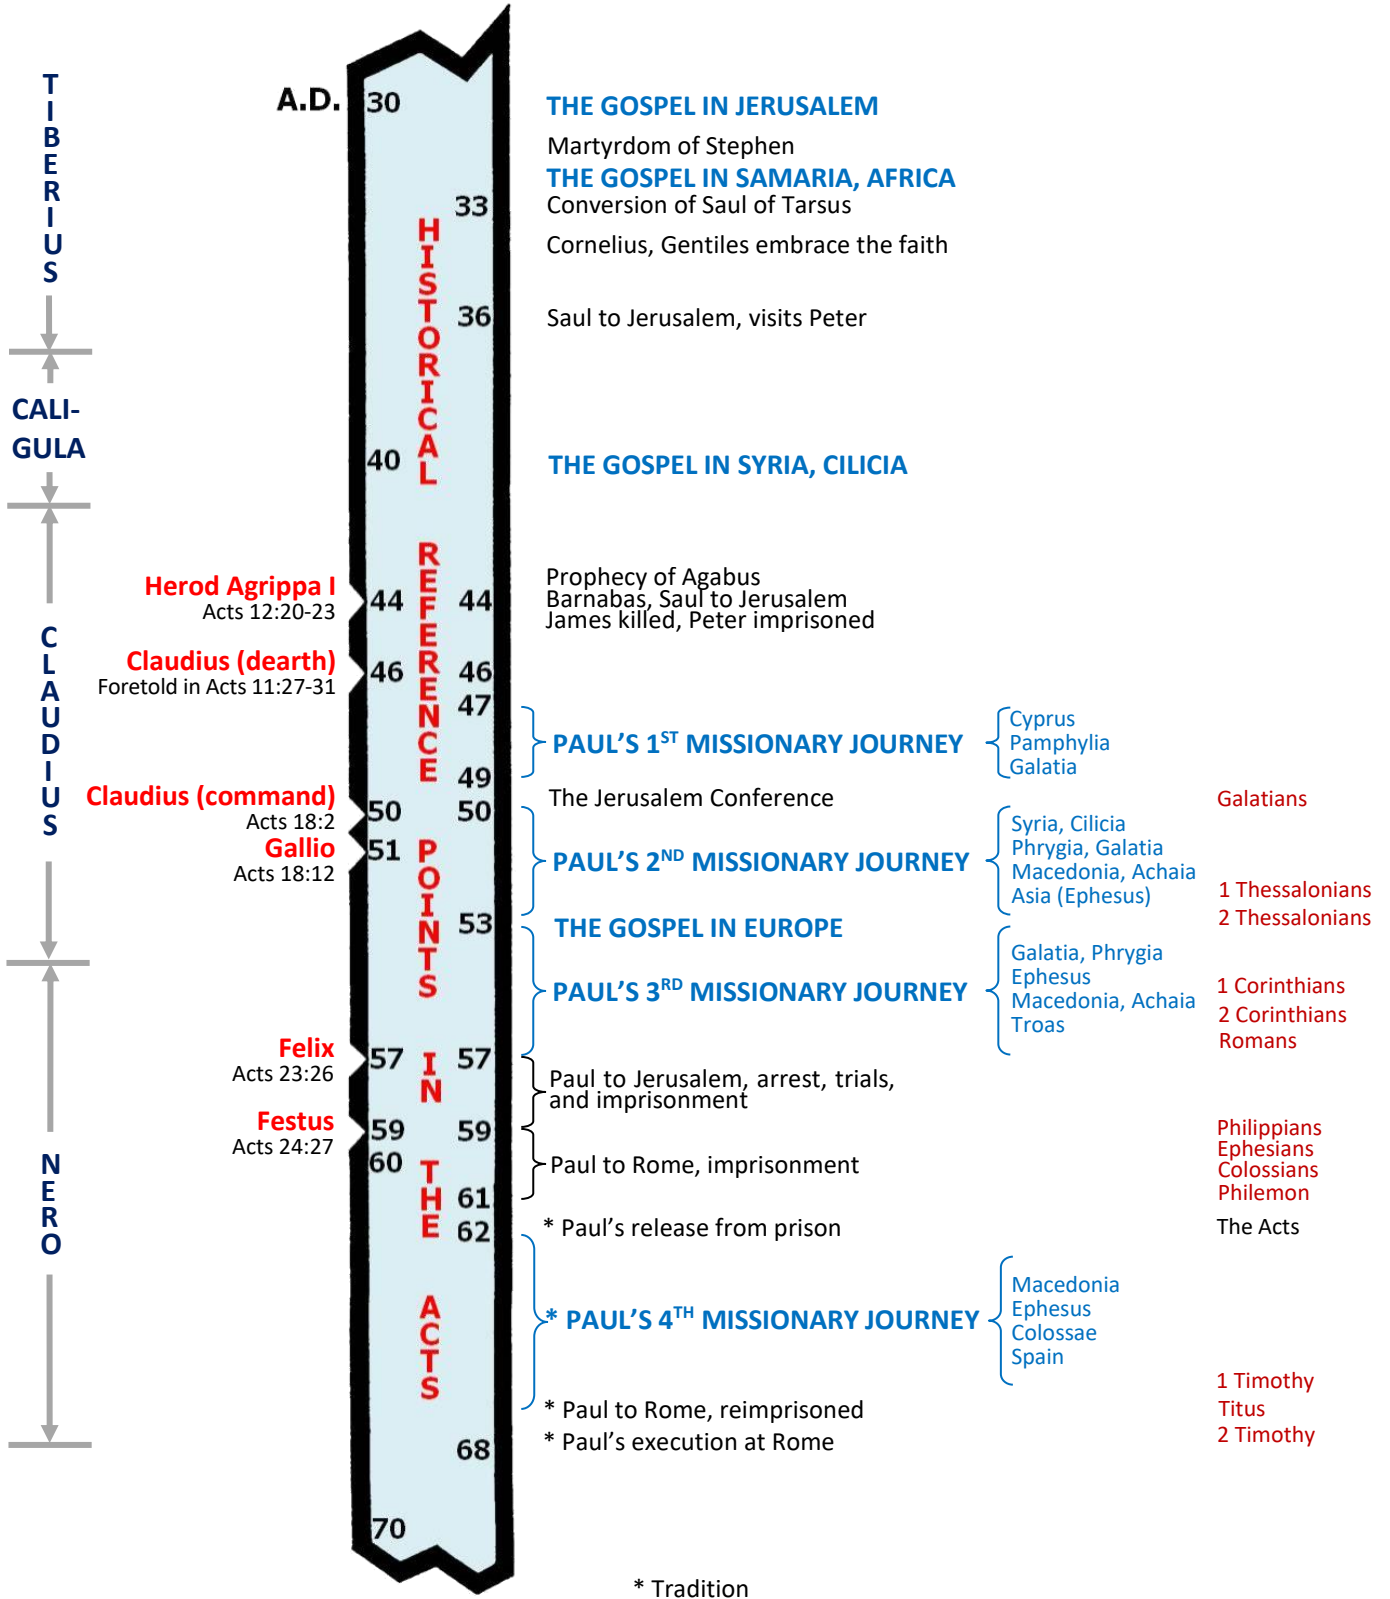 TIBERIUS
CALI-
GULA
CLAUDIUS
NERO
A.D.
30
40
44
46
50
51
57
59
60
70
HISTORICAL REFERENCE POINTS IN THE ACTS
33
36
44
46
47
49
50
53
57
59
61
62
68
Herod Agrippa I
Acts 12:20-23
Claudius (dearth)
Foretold in Acts 11:27-31
Claudius (command)
Acts 18:2
Gallio
Acts 18:12
Felix
Acts 23:26
Festus
Acts 24:27
THE GOSPEL IN JERUSALEM
Martyrdom of Stephen
THE GOSPEL IN SAMARIA, AFRICA
Conversion of Saul of Tarsus
Cornelius, Gentiles embrace the faith
Saul to Jerusalem, visits Peter
THE GOSPEL IN SYRIA, CILICIA
Prophecy of Agabus
Barnabas, Saul to Jerusalem
James killed, Peter imprisoned
PAUL'S 1ST MISSIONARY JOURNEY
Cyprus
Pamphylia
Galatia
The Jerusalem Conference
Galatians
PAUL'S 2ND MISSIONARY JOURNEY
Syria, Cilicia
Phrygia, Galatia
Macedonia, Achaia
Asia (Ephesus)
1 Thessalonians
2 Thessalonians
THE GOSPEL IN EUROPE
PAUL'S 3RD MISSIONARY JOURNEY
Galatia, Phrygia
Ephesus
Macedonia, Achaia
Troas
1 Corinthians
2 Corinthians
Romans
Paul to Jerusalem, arrest, trials,
and imprisonment
Paul to Rome, imprisonment
Philippians
Ephesians
Colossians
Philemon
* Paul's release from prison
The Acts
* PAUL'S 4TH MISSIONARY JOURNEY
Macedonia
Ephesus
Colossae
Spain
* Paul to Rome, reimprisoned
* Paul's execution at Rome
1 Timothy
Titus
2 Timothy
* Tradition